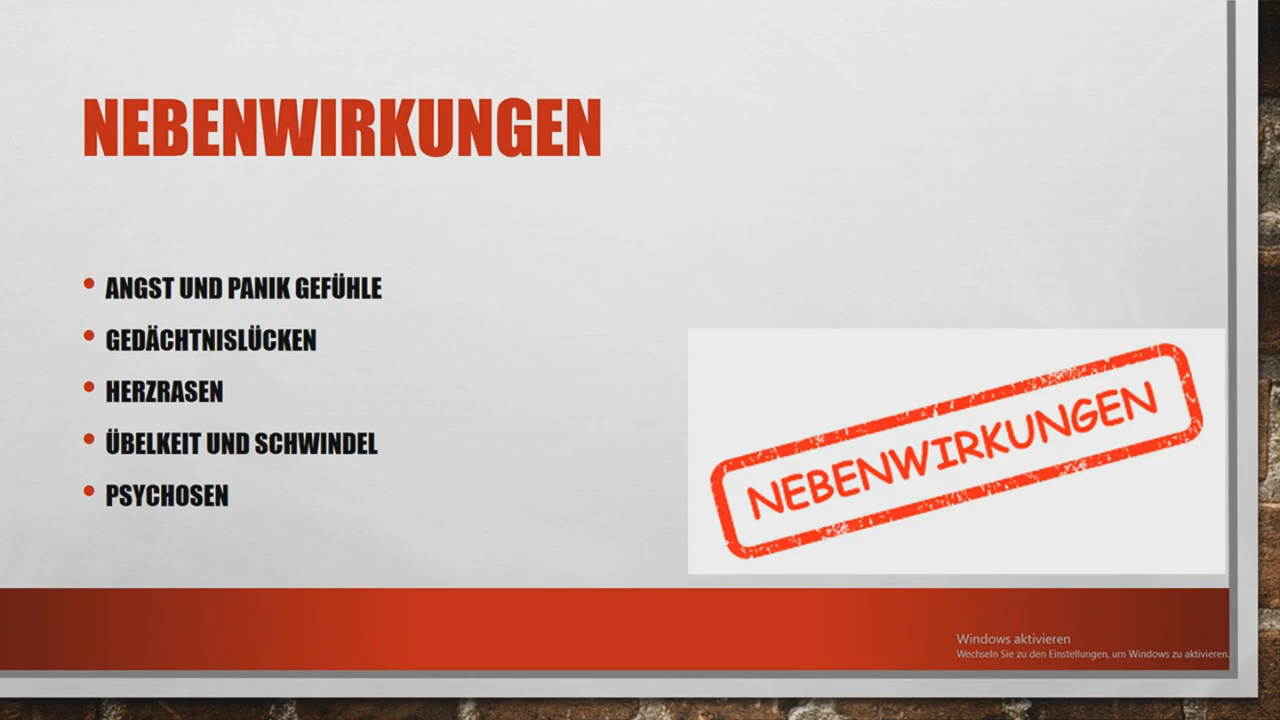 NEBENWIRKUNGEN
• ANGST UND PANIK GEFÜHLE
• GEDÄCHTNISLÜCKEN
• HERZRASEN
• ÜBELKEIT UND SCHWINDEL
• PSYCHOSEN
NEBENWIRKUNGEN
Windows aktivieren
Wechseln Sie zu den Einstellungen, um Windows zu aktivieren.